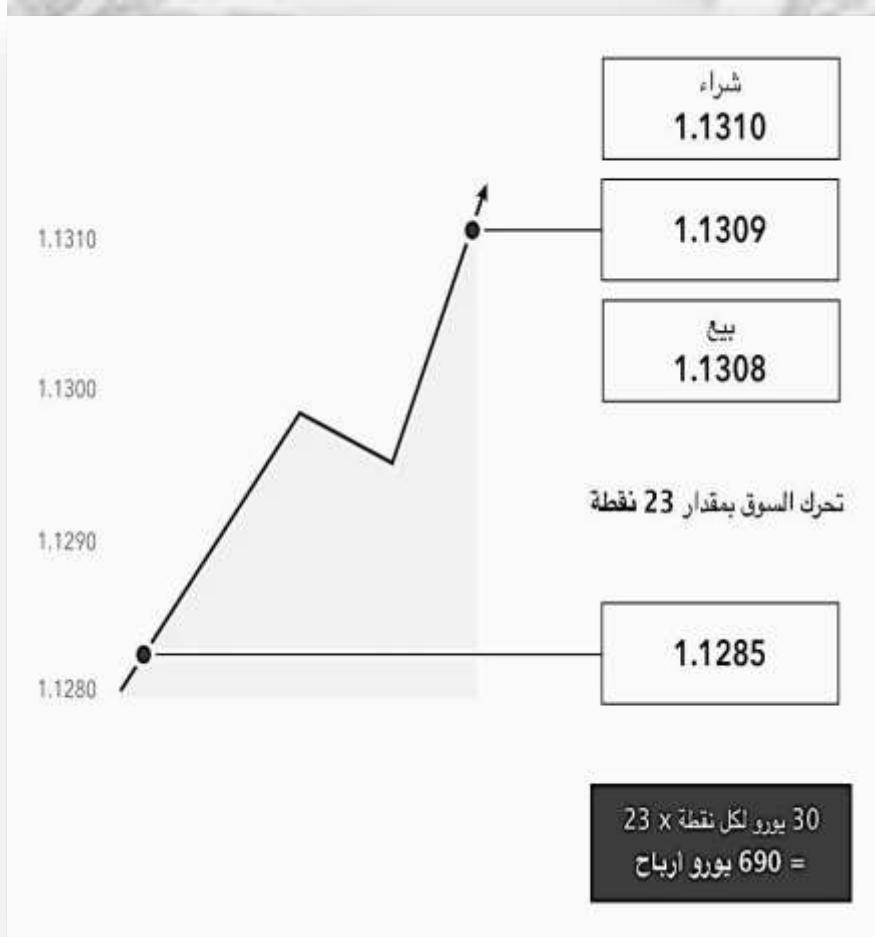 شراء
1.1310
1.1309
بيع
1.1308
1.1310
1.1300
1.1290
1.1280
تحرك السوق بمقدار 23 نقطة
1.1285
30 يورو لكل نقطة x 23
= 690 يورو ارباح